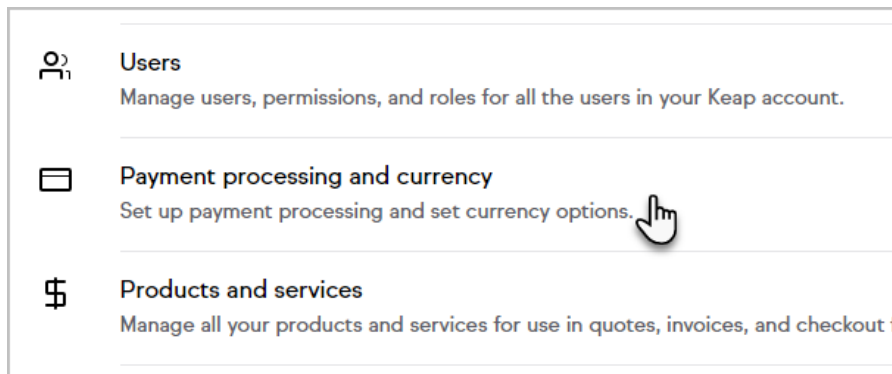 Users
Manage users, permissions, and roles for all the users in your Keap account.
Payment processing and currency
Set up payment processing and set currency options.
Products and services
Manage all your products and services for use in quotes, invoices, and checkout